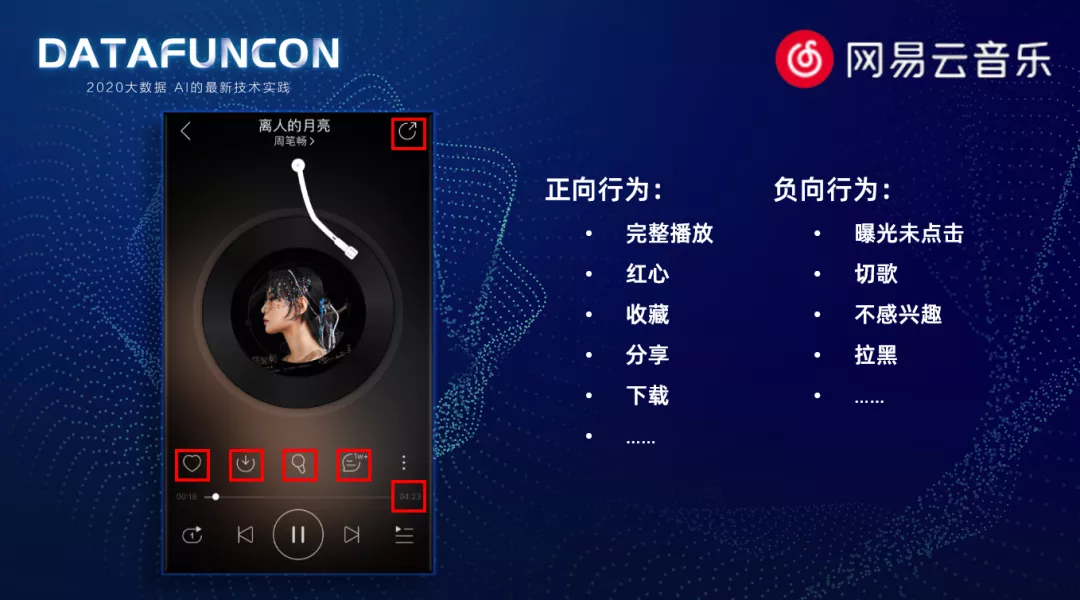 DATAFUNCON
2020大数据 AI的最新技术实践
网易云音乐
离人的月亮
周笔畅
1w+
00:16
04:23
1
正向行为：
• 完整播放
• 红心
• 收藏
• 分享
• 下载
• ……
负向行为：
• 曝光未点击
• 切歌
• 不感兴趣
• 拉黑
• ……